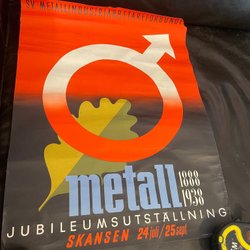 SV. METALLINDUSTRIARBETAREFÖRBUNDET
metall 1888
1938
JUBILEUMSUTSTÄLLNING
SKANSEN 24 juli / 25 sept.